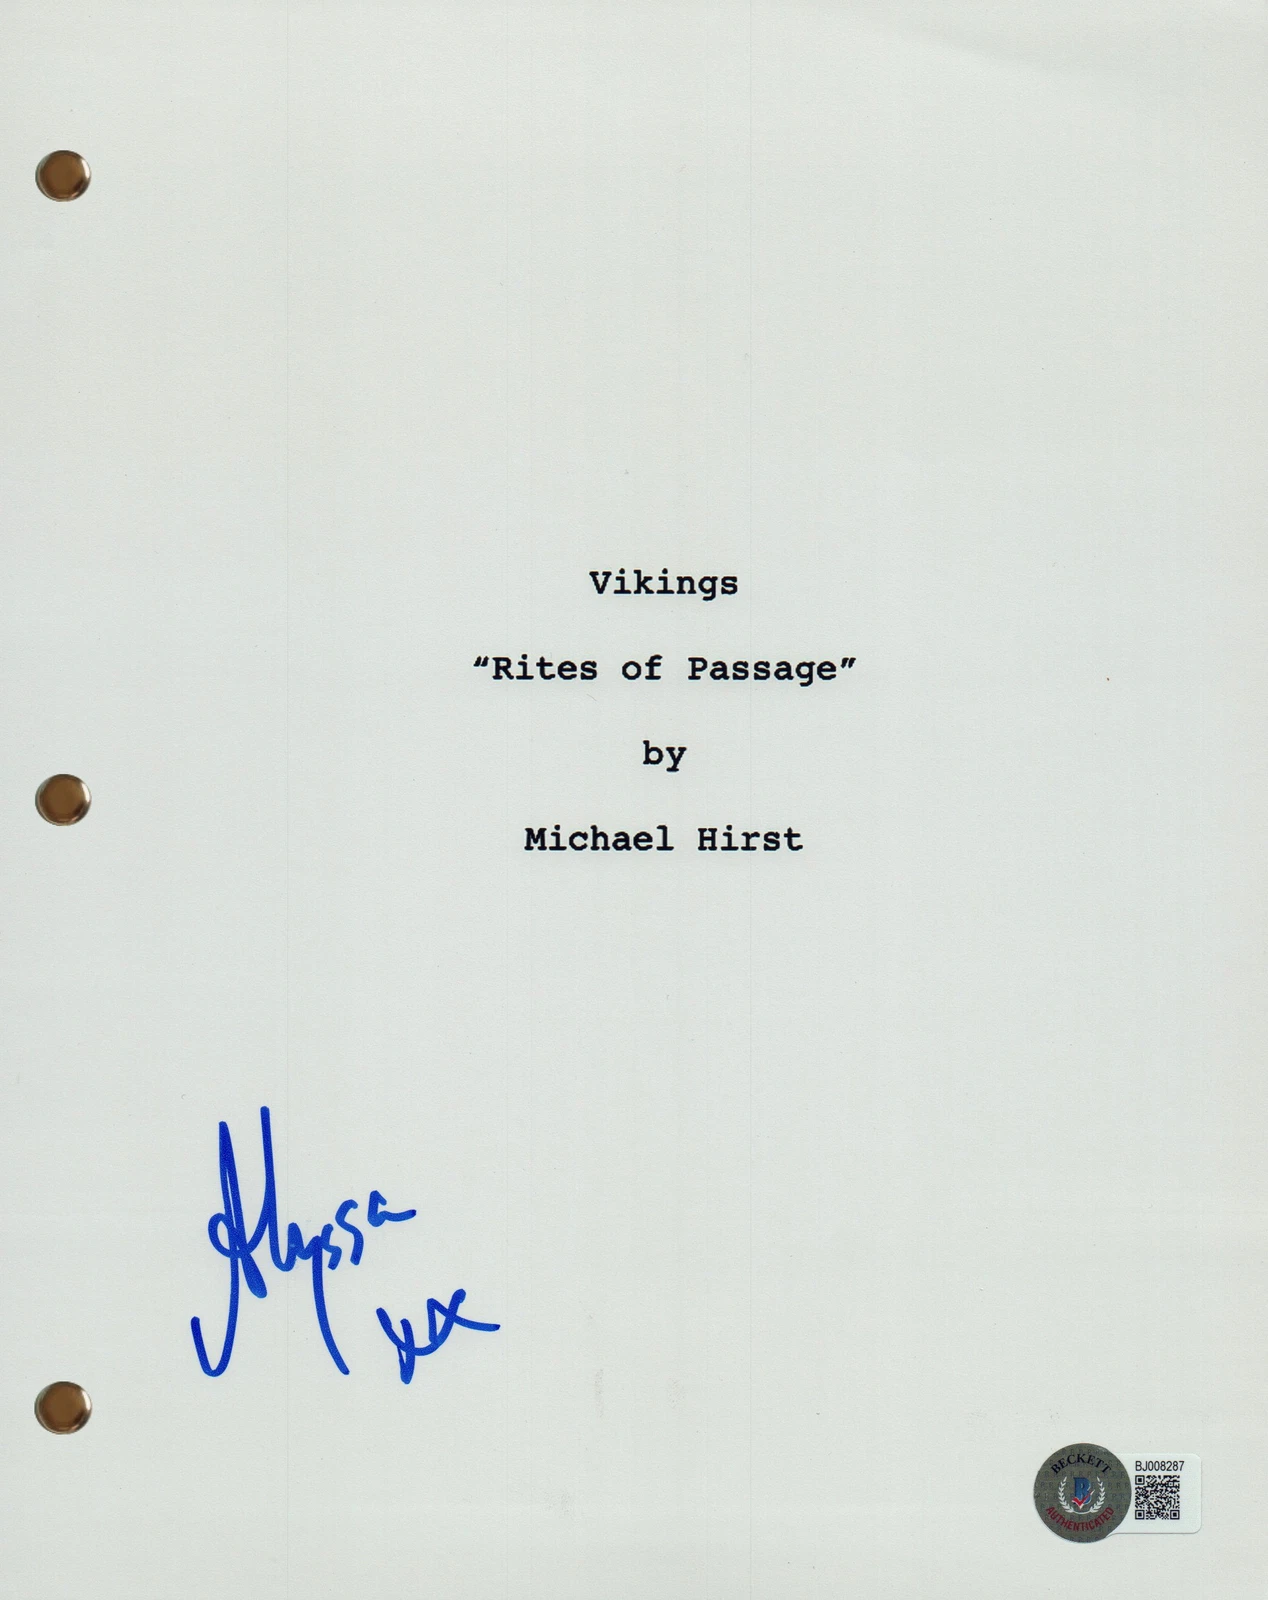 Vikings
“Rites of Passage”
by
Michael Hirst
Alyssa
xx
BECKETT
B
AUTHENTICATED
BJ008287